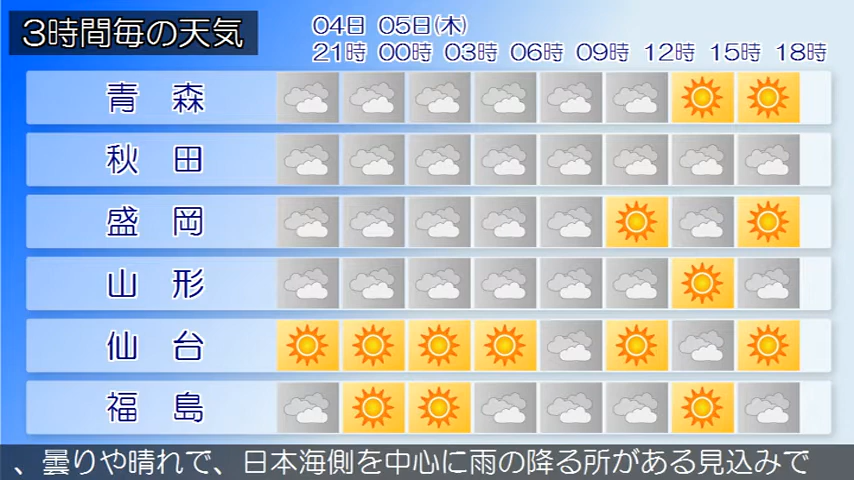 3時間毎の天気
04日 05日(木)
21時 00時 03時 06時 09時 12時 15時 18時
青森
秋田
盛岡
山形
仙台
福島
、曇りや晴れで、日本海側を中心に雨の降る所がある見込みで